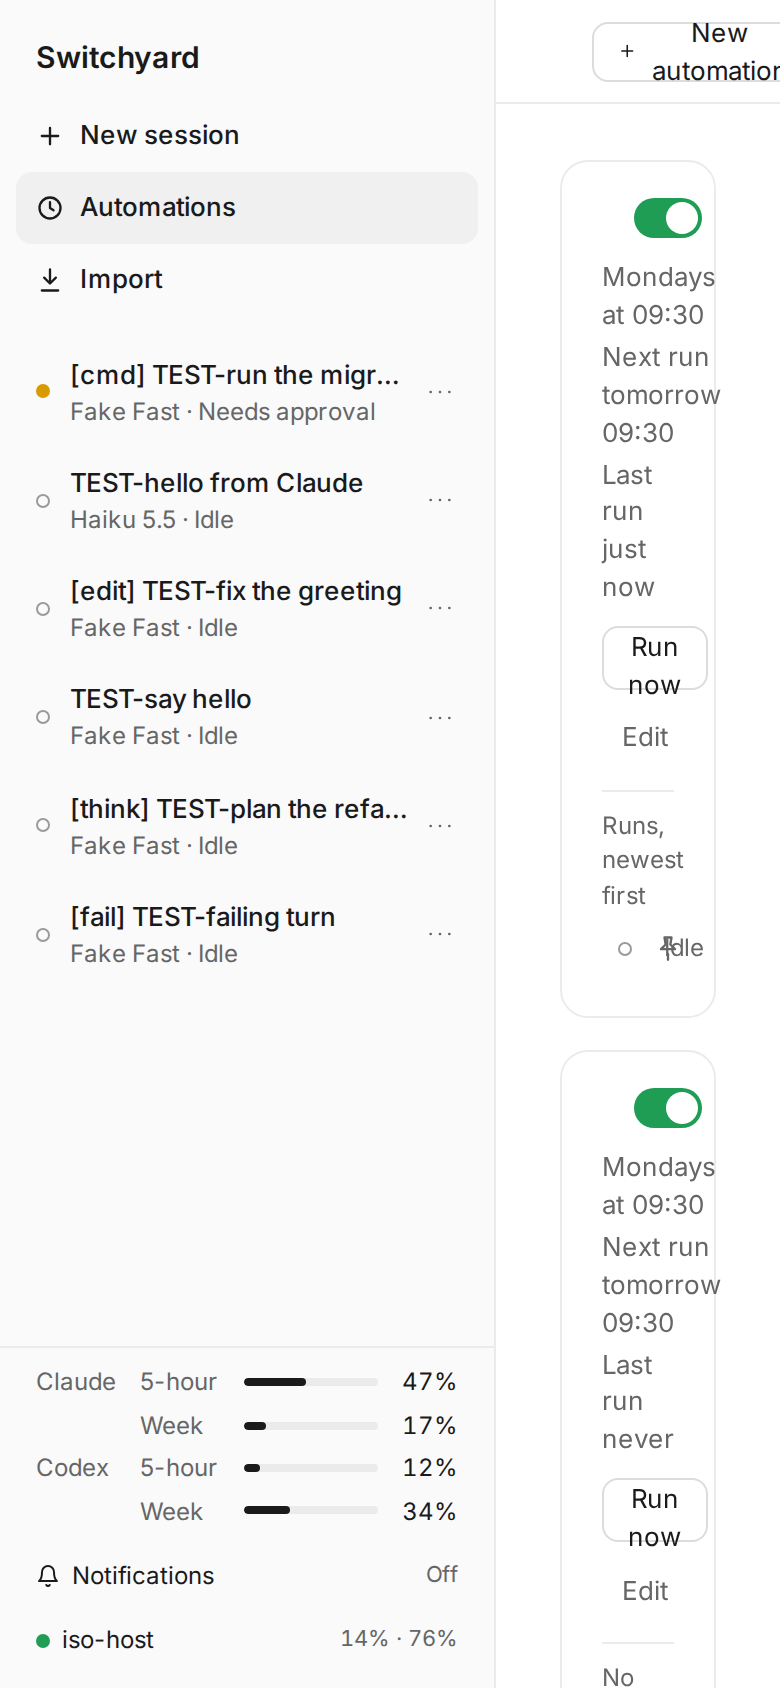 Switchyard
New session
Automations
Import
[cmd] TEST-run the migr...
Fake Fast · Needs approval
TEST-hello from Claude
Haiku 5.5 · Idle
[edit] TEST-fix the greeting
Fake Fast · Idle
TEST-say hello
Fake Fast · Idle
[think] TEST-plan the refa...
Fake Fast · Idle
[fail] TEST-failing turn
Fake Fast · Idle
Claude 5-hour 47%
Week 17%
Codex 5-hour 12%
Week 34%
Notifications Off
iso-host 14% · 76%
New
automation
Mondays
at 09:30
Next run
tomorrow
09:30
Last
run
just
now
Run
now
Edit
Runs,
newest
first
Idle
Mondays
at 09:30
Next run
tomorrow
09:30
Last
run
never
Run
now
Edit
No